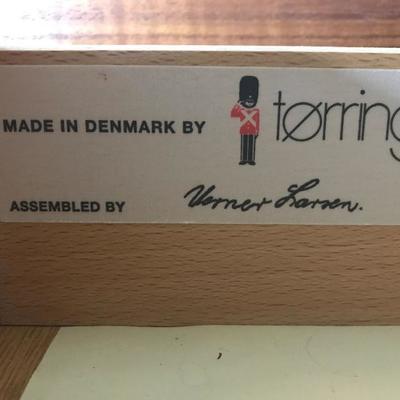 MADE IN DENMARK BY tørring
ASSEMBLED BY Verner Larsen.